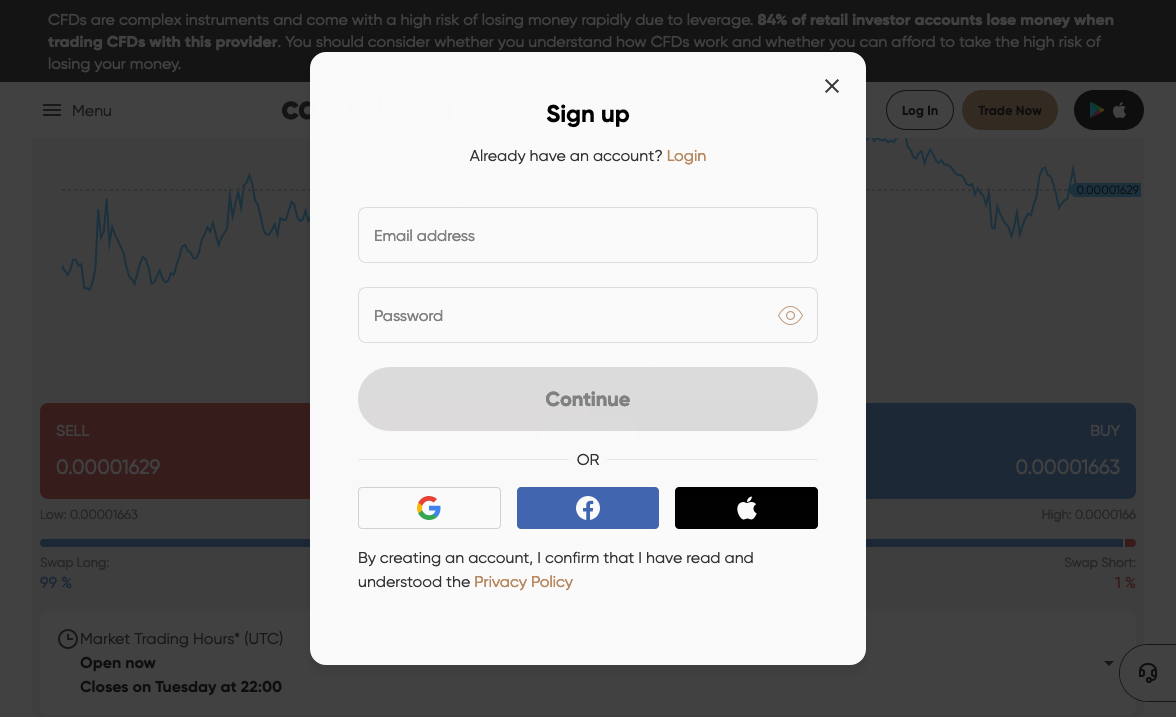 CFDs are complex instruments and come with a high risk of losing money rapidly due to leverage. 84% of retail investor accounts lose money when
trading CFDs with this provider. You should consider whether you understand how CFDs work and whether you can afford to take the high risk of
losing your money.
Menu
Log In
Trade Now
Sign up
Already have an account? Login
0.00001629
Email address
Password
Continue
SELL
BUY
0.00001629
0.00001663
OR
Low: 0.00001663
High: 0.0000166
By creating an account, I confirm that I have read and
understood the Privacy Policy
Swap Long:
Swap Short:
99 %
1 %
Market Trading Hours* (UTC)
Open now
Closes on Tuesday at 22:00